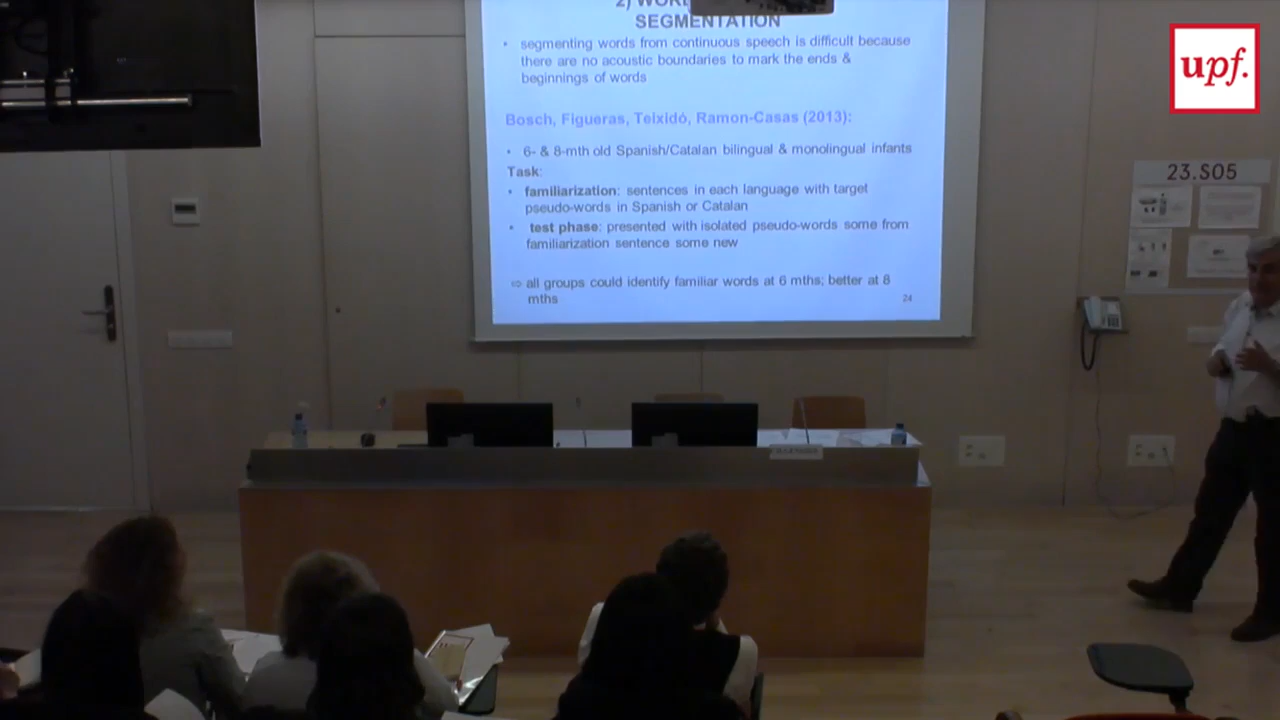 2) WORD
SEGMENTATION
• segmenting words from continuous speech is difficult because
there are no acoustic boundaries to mark the ends &
beginnings of words
Bosch, Figueras, Teixidó, Ramon-Casas (2013):
• 6- & 8-mth old Spanish/Catalan bilingual & monolingual infants
Task:
• familiarization: sentences in each language with target
pseudo-words in Spanish or Catalan
• test phase: presented with isolated pseudo-words some from
familiarization sentence some new
⇨ all groups could identify familiar words at 6 mths; better at 8
mths
24
upf.
23.S05